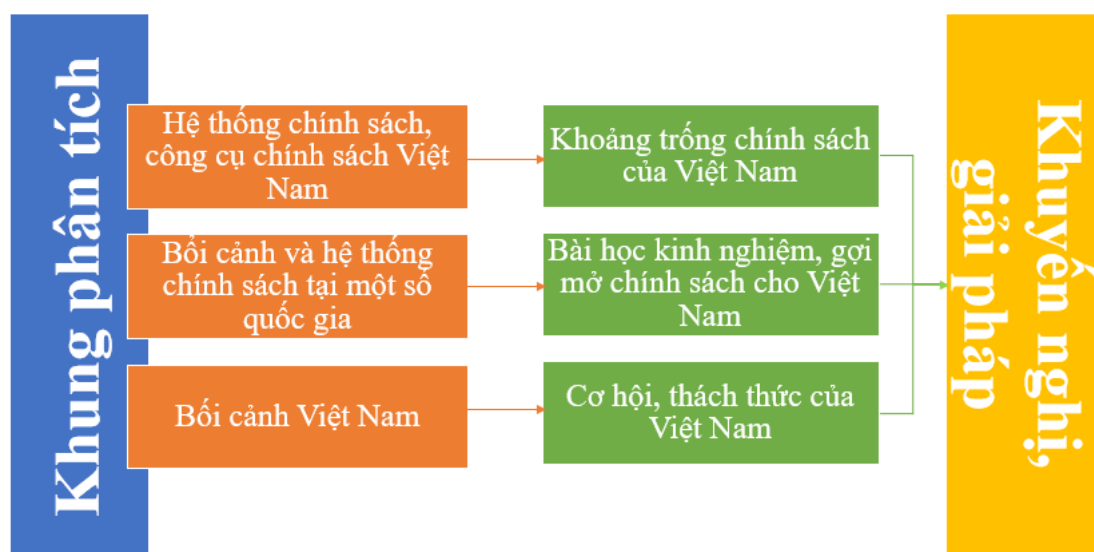 Khung phân tích
Hệ thống chính sách,
công cụ chính sách Việt
Nam
Khoảng trống chính sách
của Việt Nam
Bối cảnh và hệ thống
chính sách tại một số
quốc gia
Bài học kinh nghiệm, gợi
mở chính sách cho Việt
Nam
Bối cảnh Việt Nam
Cơ hội, thách thức của
Việt Nam
Khuyến nghị,
giải pháp